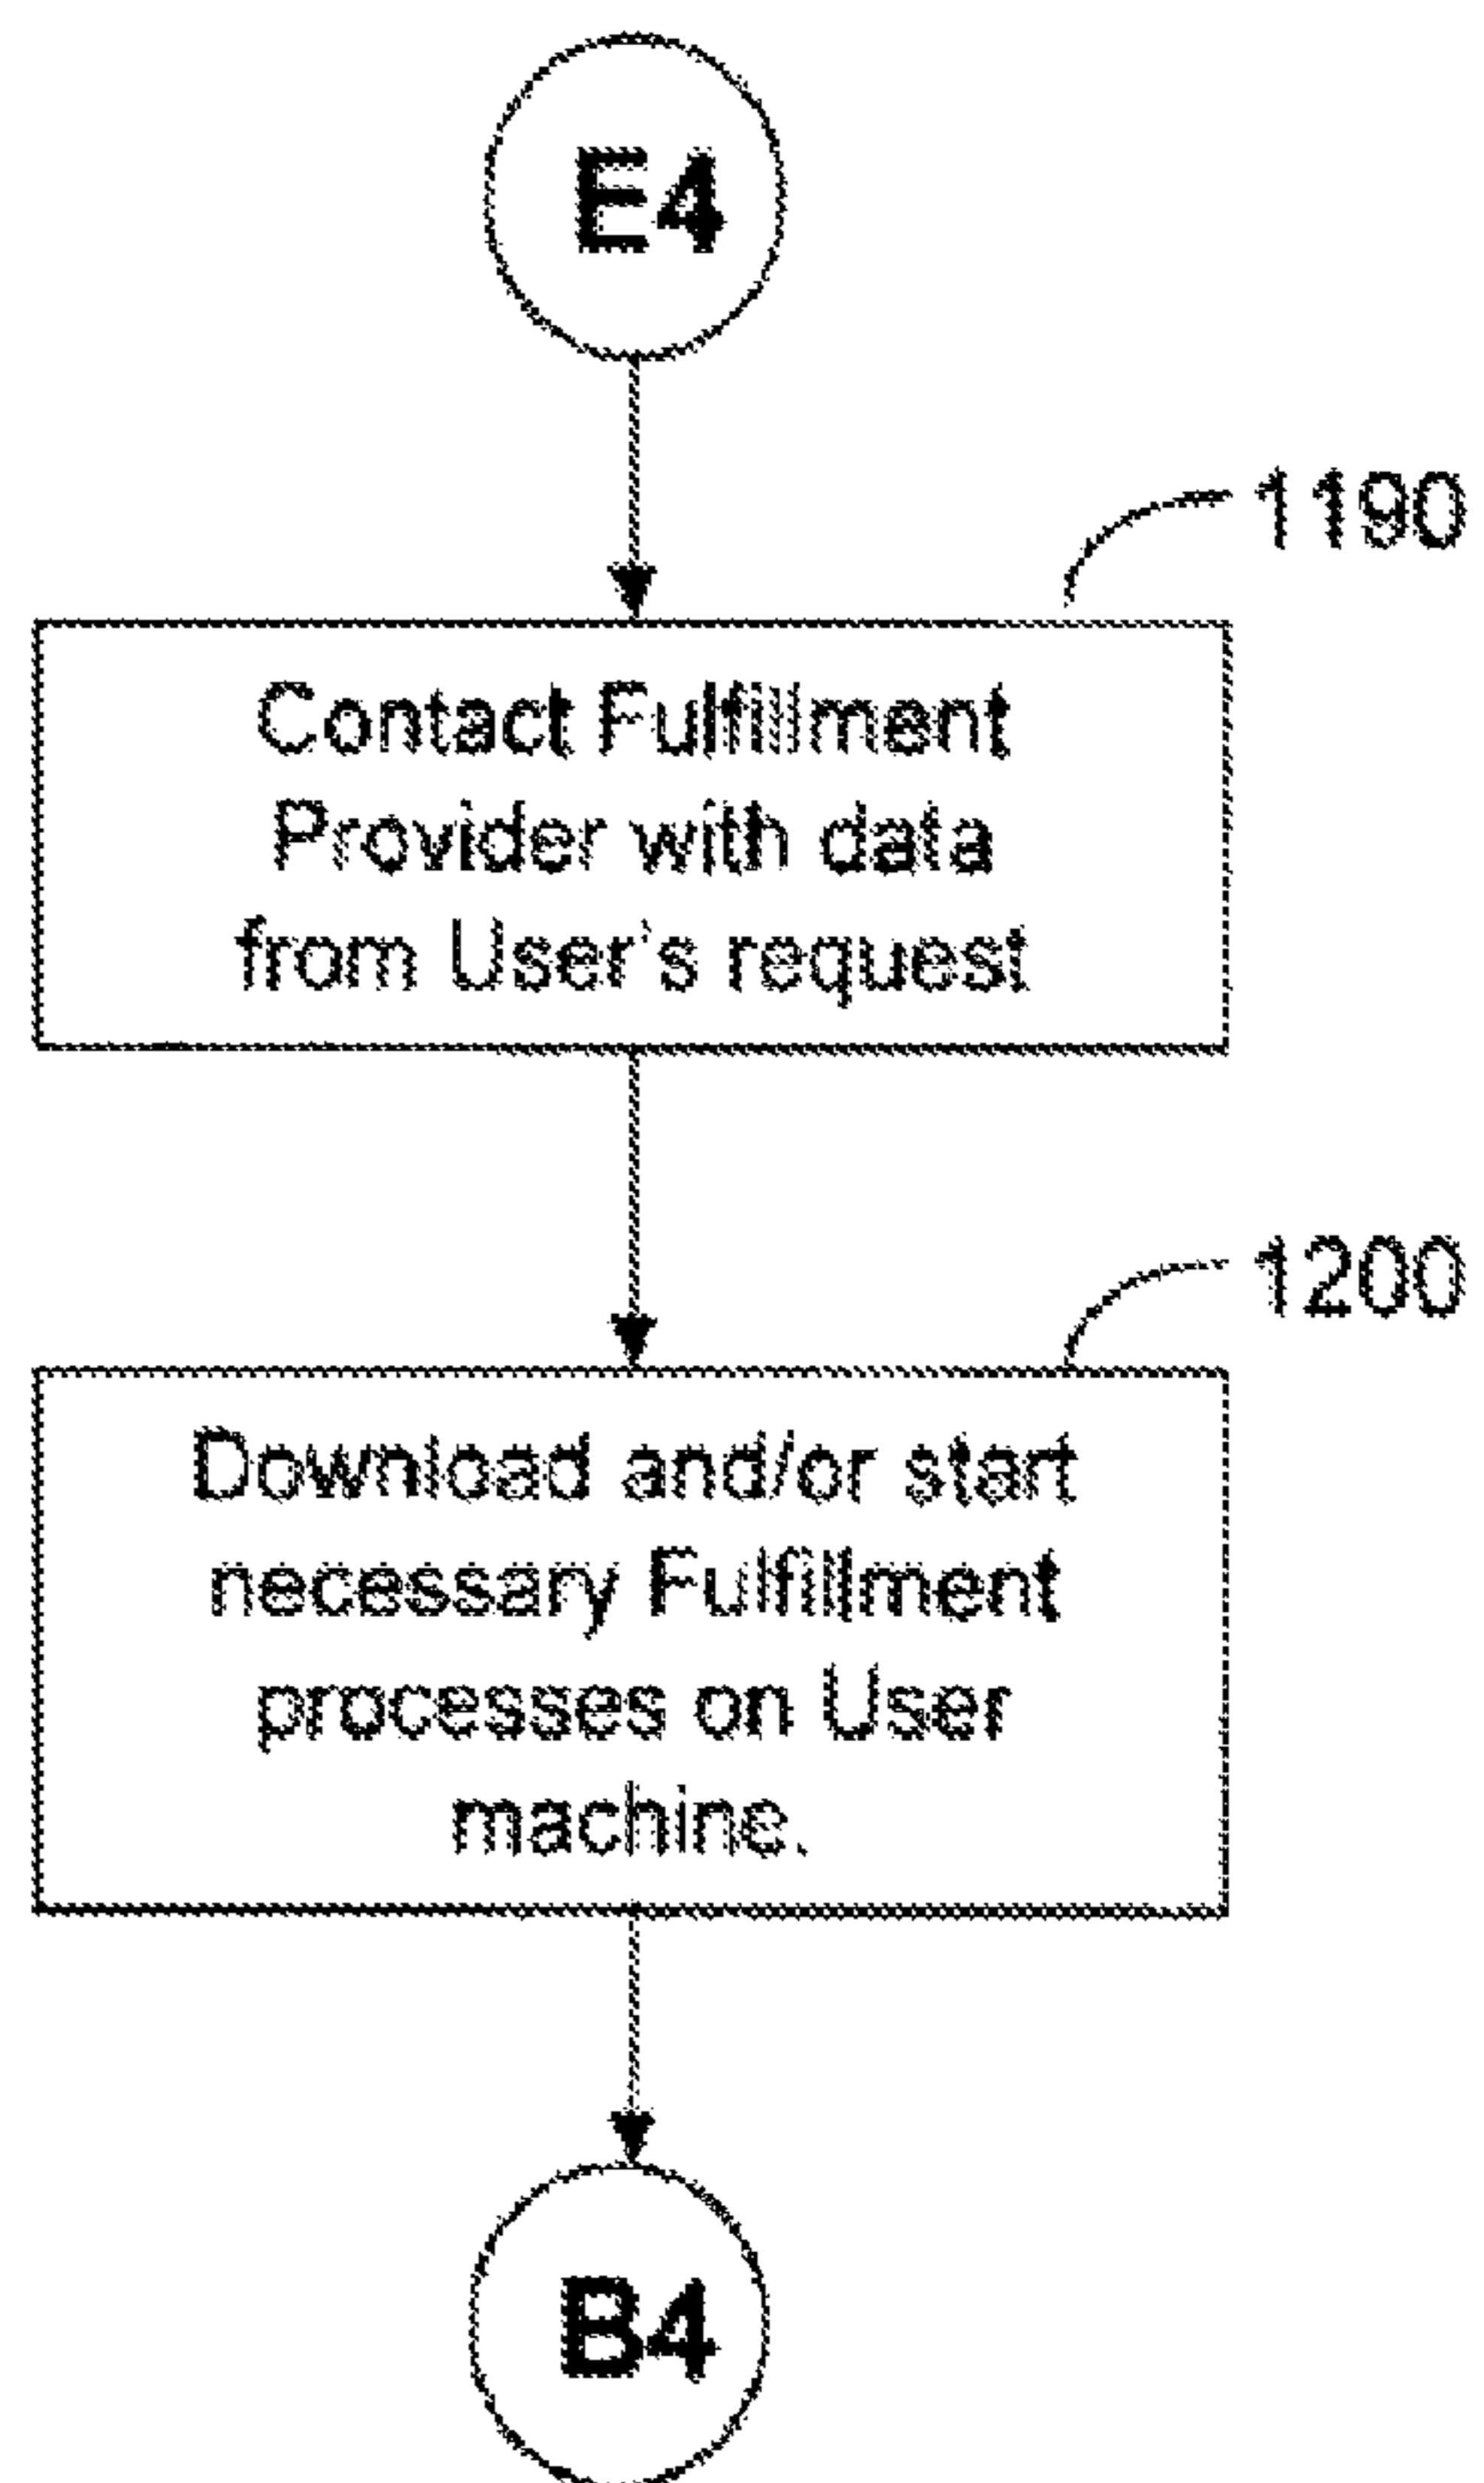 E4
1190
Contact Fulfillment
Provider with data
from User's request
1200
Download and/or start
necessary Fulfillment
processes on User
machine.
B4